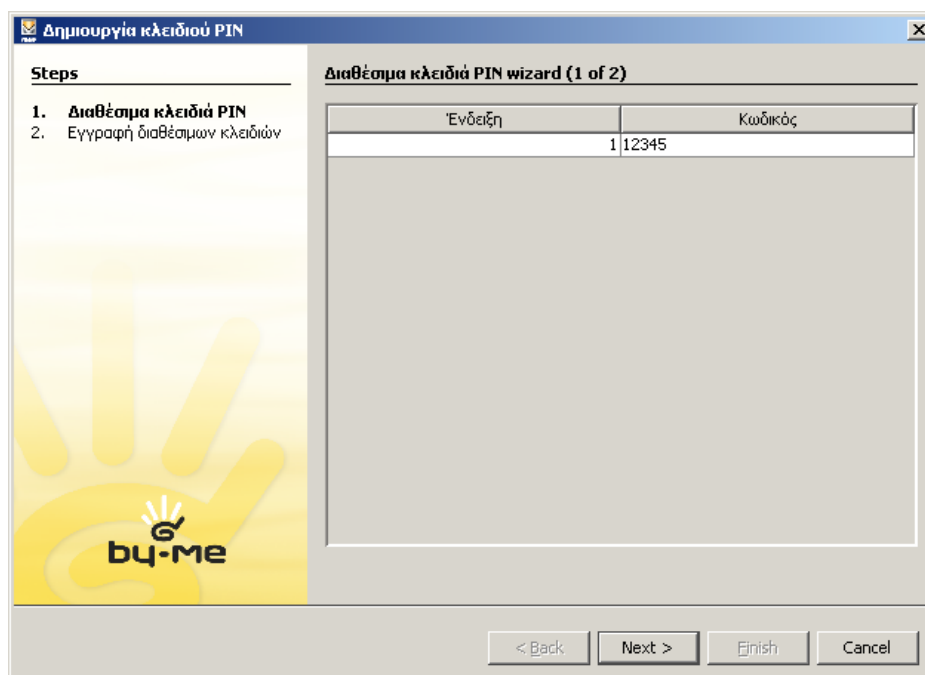 Δημιουργία κλειδιού PIN
Steps
1. Διαθέσιμα κλειδιά PIN
2. Εγγραφή διαθέσιμων κλειδιών
Διαθέσιμα κλειδιά PIN wizard (1 of 2)
Ένδειξη Κωδικός
1 12345
by-me
< Back Next > Finish Cancel